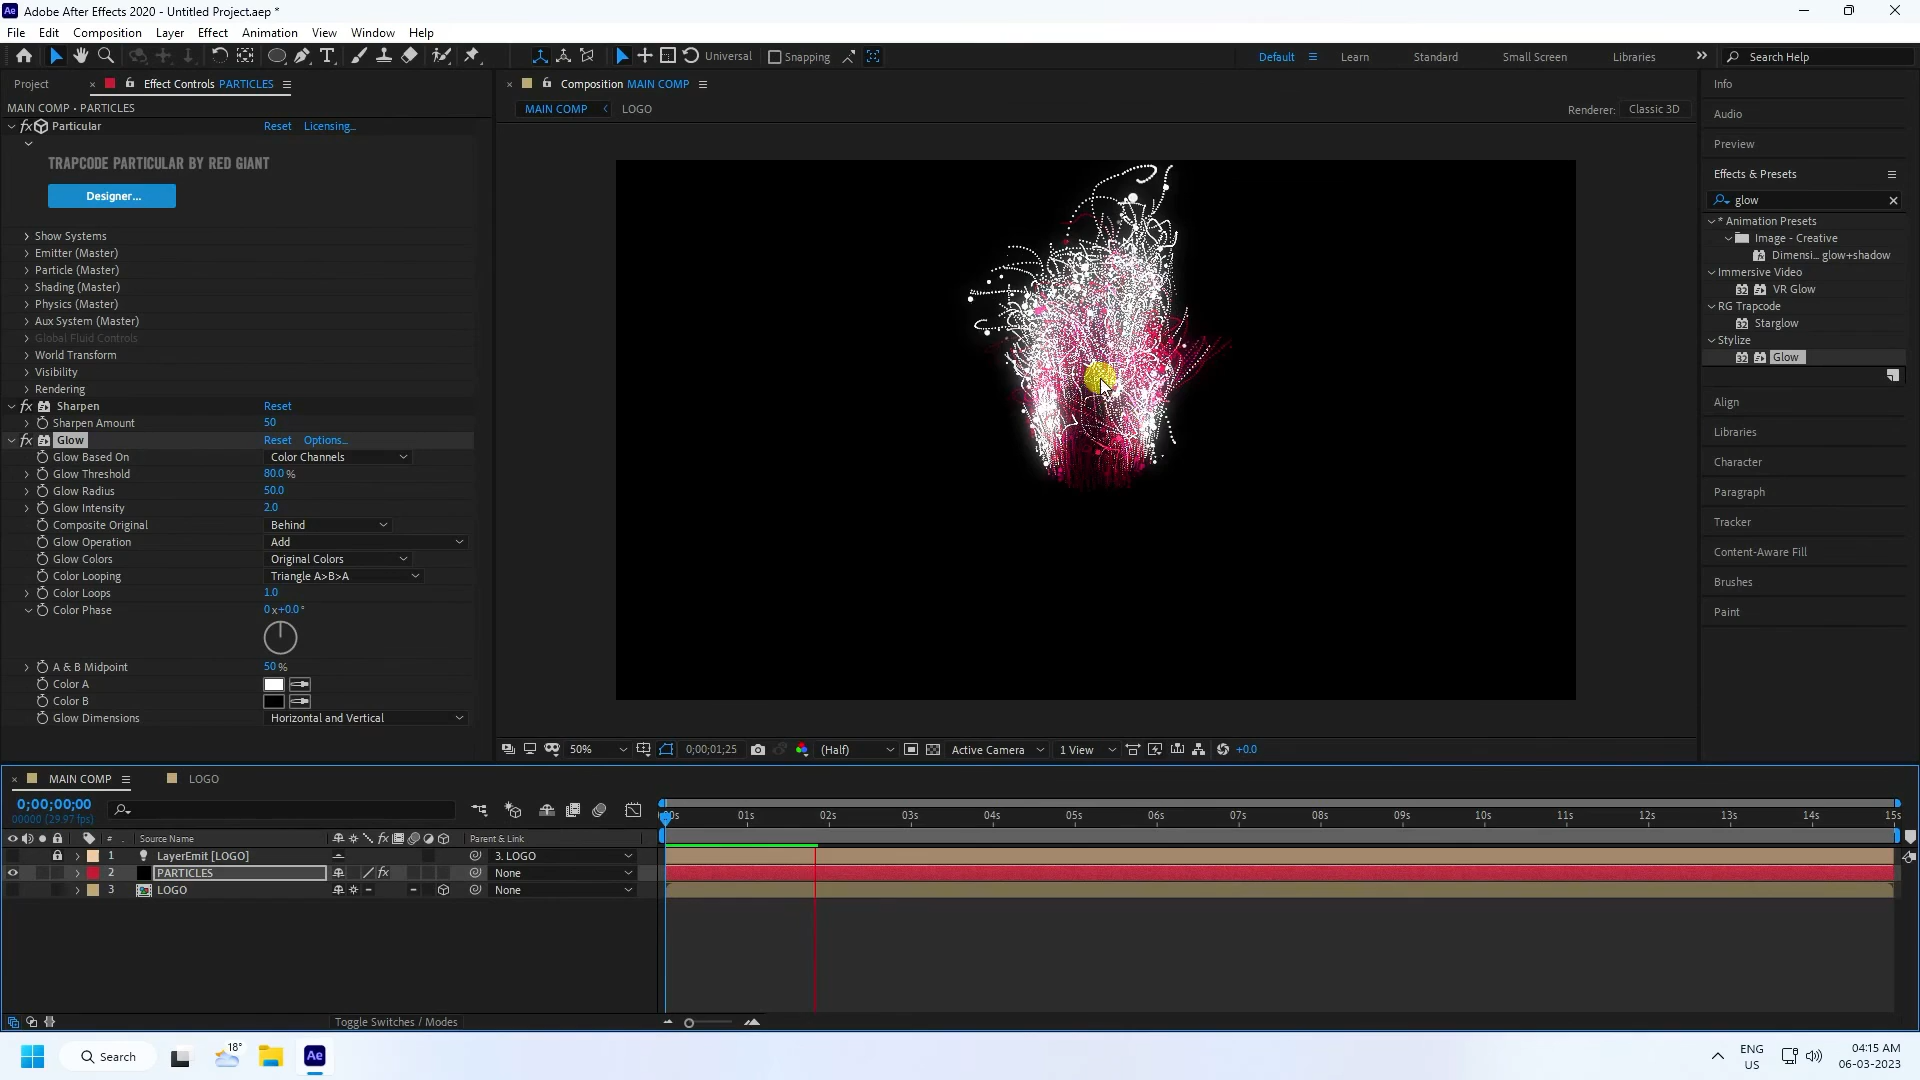 Adobe After Effects 2020 - Untitled Project.aep *
File Edit Composition Layer Effect Animation View Window Help
Universal Snapping Default Learn Standard Small Screen Libraries Search Help
Project Effect Controls PARTICLES
MAIN COMP • PARTICLES
Particular Reset Licensing...
TRAPCODE PARTICULAR BY RED GIANT
Designer...
Show Systems
Emitter (Master)
Particle (Master)
Shading (Master)
Physics (Master)
Aux System (Master)
Global Fluid Controls
World Transform
Visibility
Rendering
Sharpen Reset
Sharpen Amount 50
Glow Reset Options...
Glow Based On Color Channels
Glow Threshold 80.0 %
Glow Radius 50.0
Glow Intensity 2.0
Composite Original Behind
Glow Operation Add
Glow Colors Original Colors
Color Looping Triangle A>B>A
Color Loops 1.0
Color Phase 0 x+0.0 °
A & B Midpoint 50 %
Color A
Color B
Glow Dimensions Horizontal and Vertical
Composition MAIN COMP
MAIN COMP LOGO
Renderer: Classic 3D
50% 0;00;01;25 (Half) Active Camera 1 View +0.0
Info
Audio
Preview
Effects & Presets
glow
* Animation Presets
Image - Creative
Dimensi... glow+shadow
Immersive Video
VR Glow
RG Trapcode
Starglow
Stylize
Glow
Align
Libraries
Character
Paragraph
Tracker
Content-Aware Fill
Brushes
Paint
MAIN COMP LOGO
0;00;00;00
00000 (29.97 fps)
01s 02s 03s 04s 05s 06s 07s 08s 09s 10s 11s 12s 13s 14s 15s
# Source Name Parent & Link
1 LayerEmit [LOGO] 3. LOGO
2 PARTICLES None
3 LOGO None
Toggle Switches / Modes
18°
Search
ENG
US
04:15 AM
06-03-2023